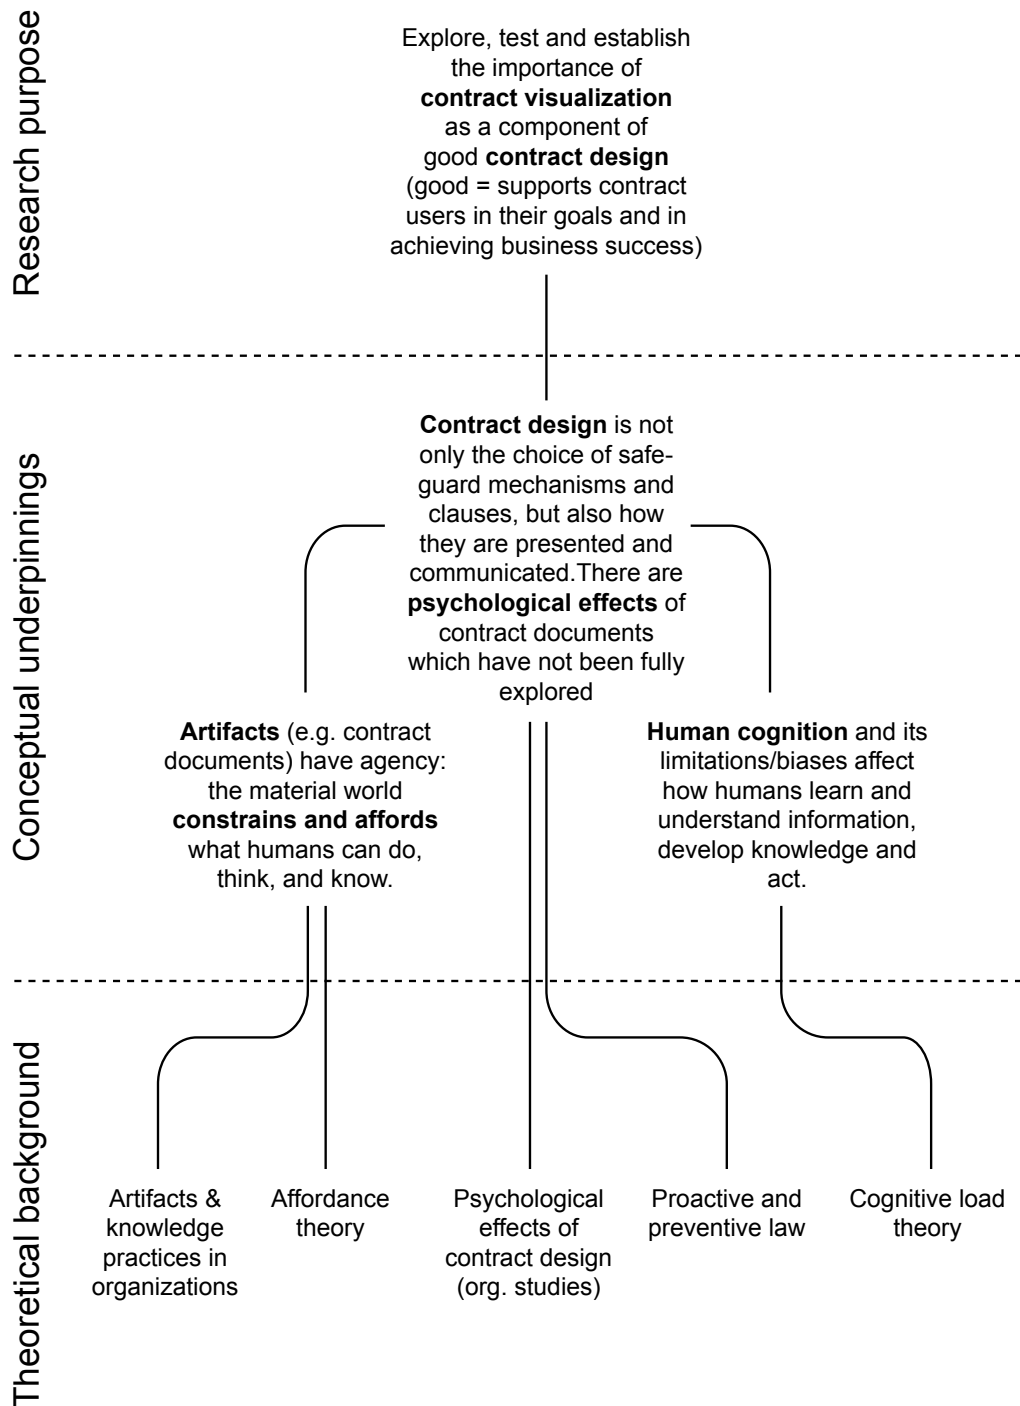 Research purpose
Explore, test and establish
the importance of
contract visualization
as a component of
good contract design
(good = supports contract
users in their goals and in
achieving business success)
Conceptual underpinnings
Contract design is not
only the choice of safe-
guard mechanisms and
clauses, but also how
they are presented and
communicated.There are
psychological effects of
contract documents
which have not been fully
explored
Artifacts (e.g. contract
documents) have agency:
the material world
constrains and affords
what humans can do,
think, and know.
Human cognition and its
limitations/biases affect
how humans learn and
understand information,
develop knowledge and
act.
Theoretical background
Artifacts &
knowledge
practices in
organizations
Affordance
theory
Psychological
effects of
contract design
(org. studies)
Proactive and
preventive law
Cognitive load
theory